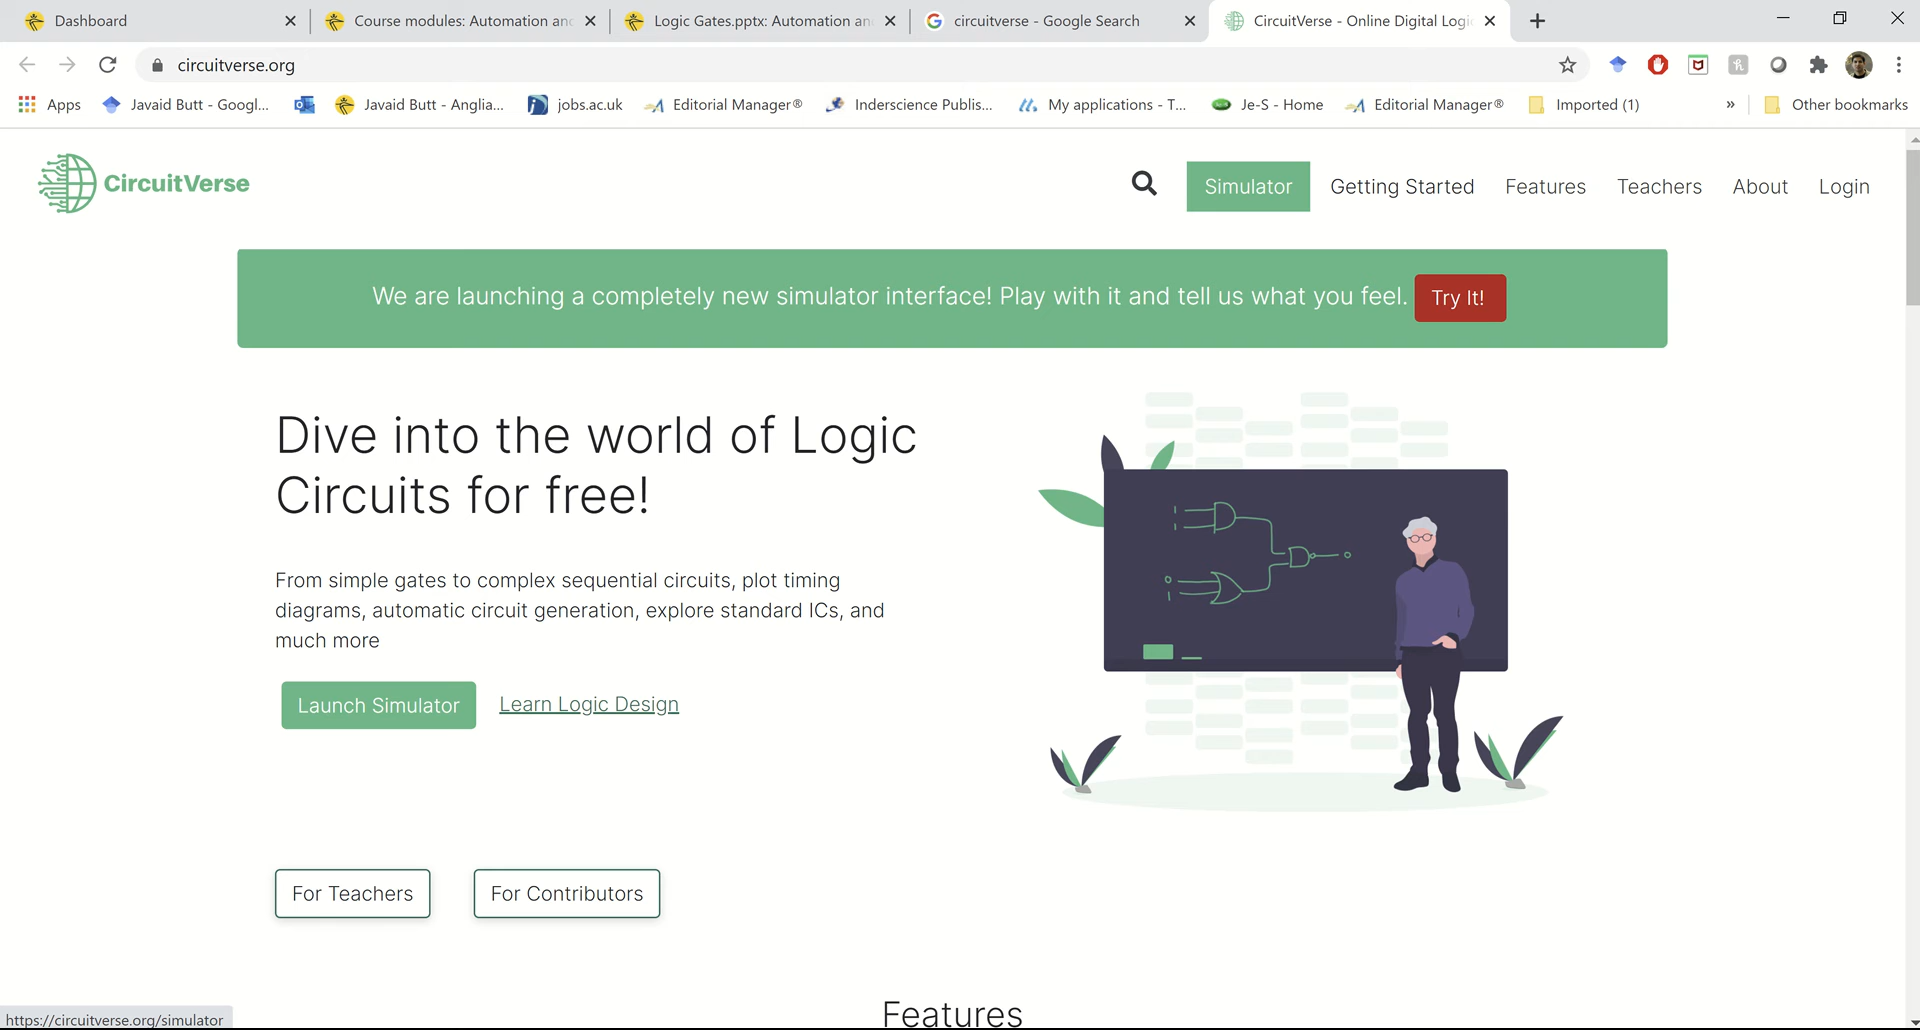 Dashboard
Course modules: Automation an
Logic Gates.pptx: Automation an
circuitverse - Google Search
CircuitVerse - Online Digital Logi
circuitverse.org
Apps
Javaid Butt - Googl...
Javaid Butt - Anglia...
jobs.ac.uk
Editorial Manager®
Inderscience Publis...
My applications - T...
Je-S - Home
Editorial Manager®
Imported (1)
»
Other bookmarks
CircuitVerse
Simulator
Getting Started
Features
Teachers
About
Login
We are launching a completely new simulator interface! Play with it and tell us what you feel.
Try It!
Dive into the world of Logic
Circuits for free!
From simple gates to complex sequential circuits, plot timing
diagrams, automatic circuit generation, explore standard ICs, and
much more
Launch Simulator
Learn Logic Design
For Teachers
For Contributors
Features
https://circuitverse.org/simulator